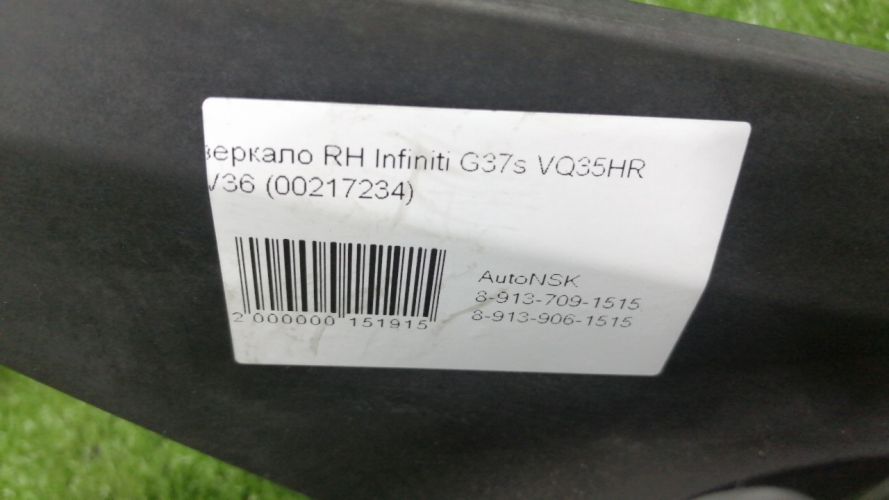 зеркало RH Infiniti G37s VQ35HR
V36 (00217234)
AutoNSK
8-913-709-1515
8-913-906-1515
2 000000 151915